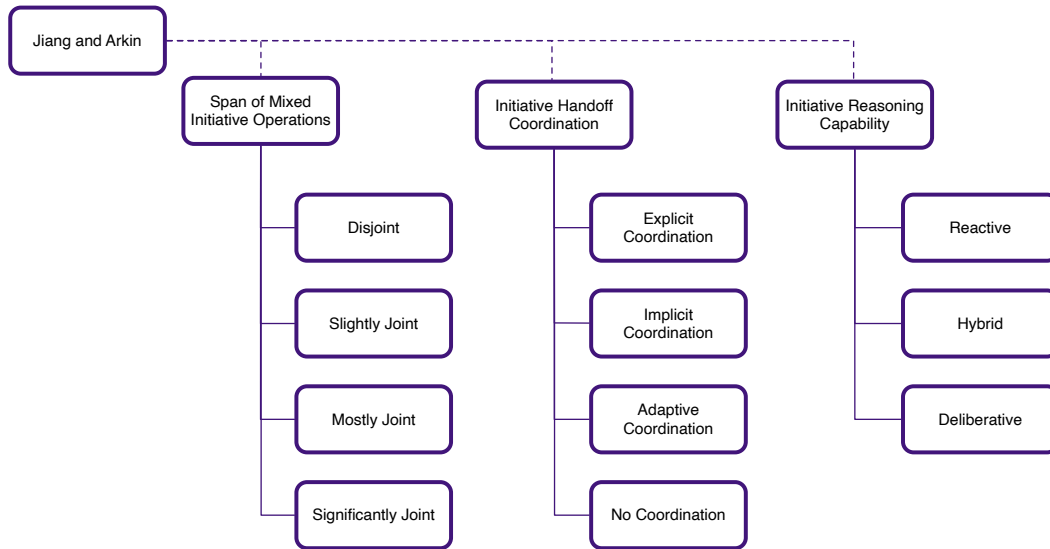 Jiang and Arkin
Span of Mixed
Initiative Operations
Disjoint
Slightly Joint
Mostly Joint
Significantly Joint
Initiative Handoff
Coordination
Explicit
Coordination
Implicit
Coordination
Adaptive
Coordination
No Coordination
Initiative Reasoning
Capability
Reactive
Hybrid
Deliberative